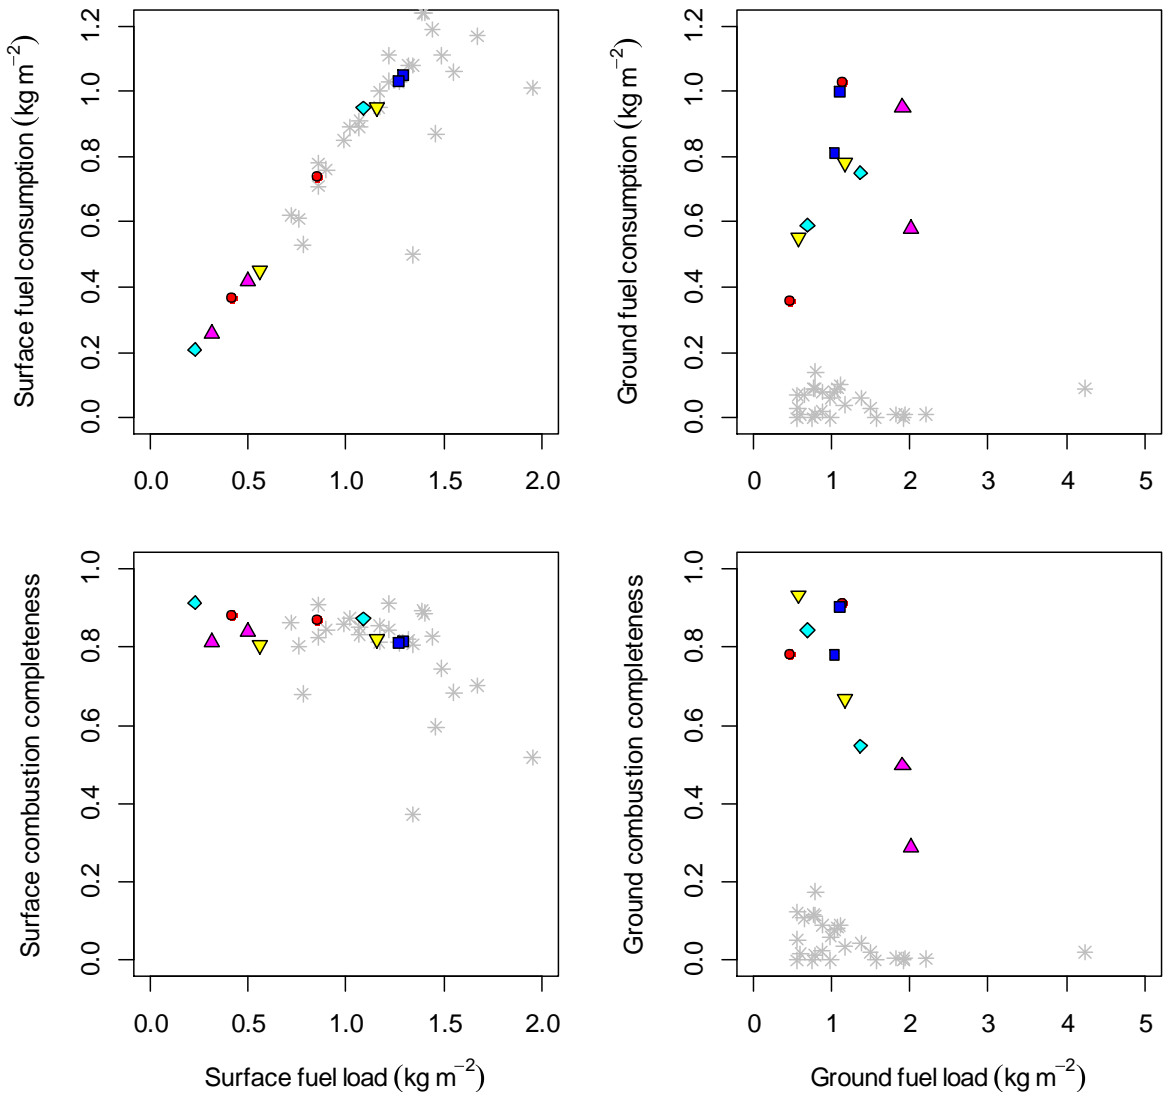 Surface fuel consumption (kg m−2)
0.0 0.2 0.4 0.6 0.8 1.0 1.2
0.0 0.5 1.0 1.5 2.0
Ground fuel consumption (kg m−2)
0.0 0.2 0.4 0.6 0.8 1.0 1.2
0 1 2 3 4 5
Surface combustion completeness
0.0 0.2 0.4 0.6 0.8 1.0
0.0 0.5 1.0 1.5 2.0
Surface fuel load (kg m−2)
Ground combustion completeness
0.0 0.2 0.4 0.6 0.8 1.0
0 1 2 3 4 5
Ground fuel load (kg m−2)